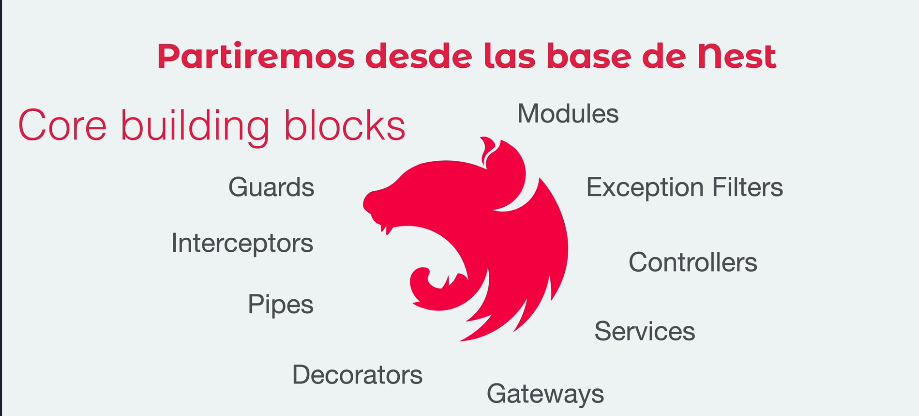 Partiremos desde las base de Nest
Core building blocks
Modules
Guards
Exception Filters
Interceptors
Controllers
Pipes
Services
Decorators
Gateways